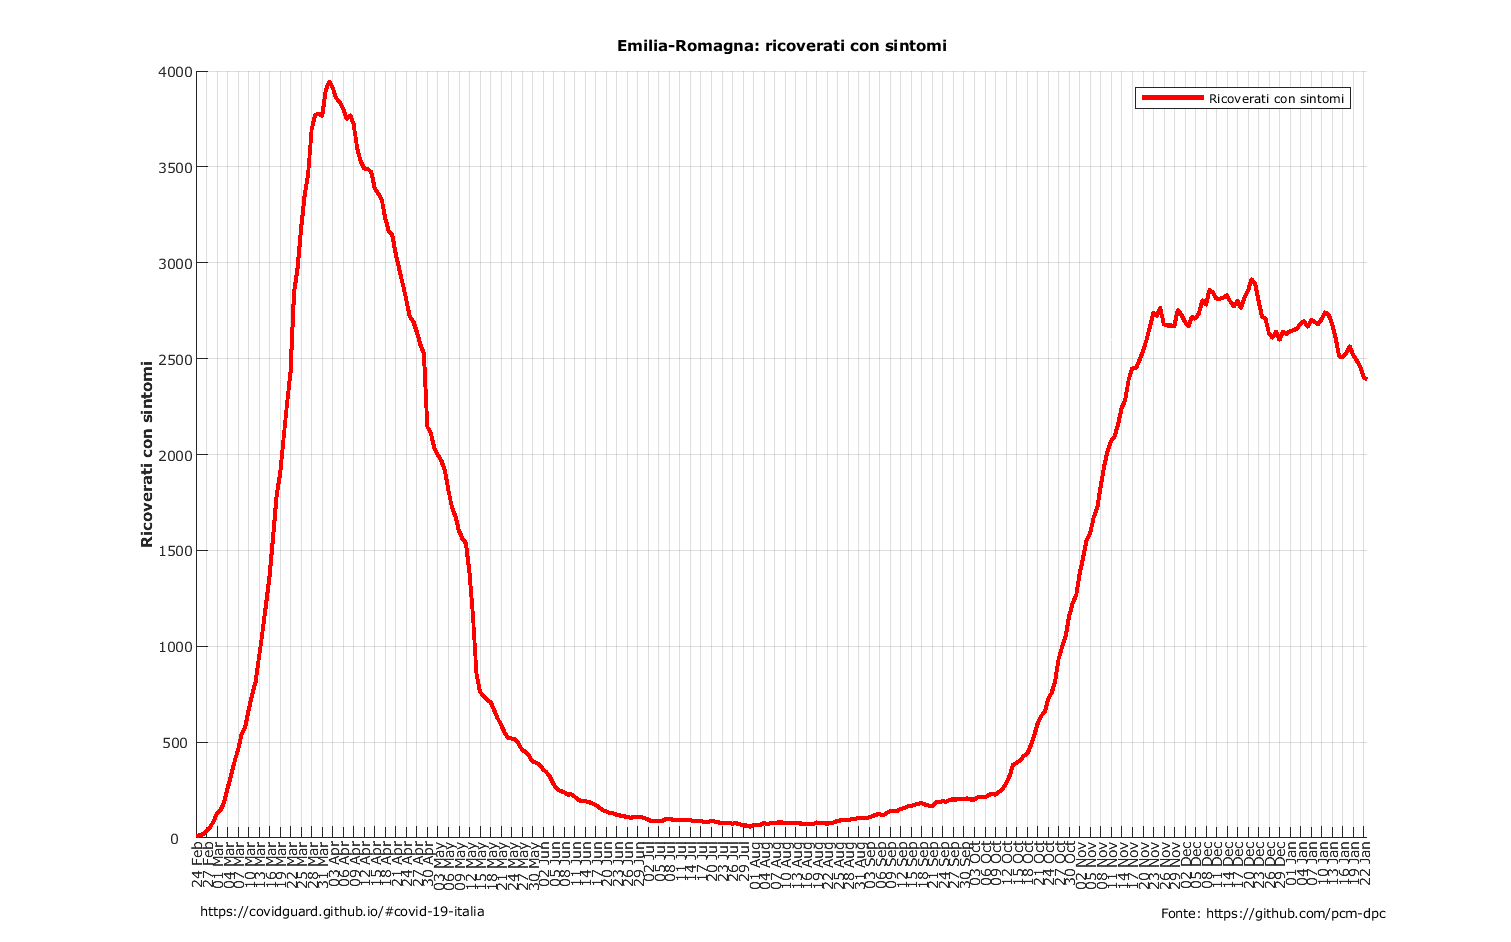 Emilia-Romagna: ricoverati con sintomi
Ricoverati con sintomi
Ricoverati con sintomi
4000
3500
3000
2500
2000
1500
1000
500
0
24 Feb
27 Feb
01 Mar
04 Mar
07 Mar
10 Mar
13 Mar
16 Mar
19 Mar
22 Mar
25 Mar
28 Mar
31 Mar
03 Apr
06 Apr
09 Apr
12 Apr
15 Apr
18 Apr
21 Apr
24 Apr
27 Apr
30 Apr
03 May
06 May
09 May
12 May
15 May
18 May
21 May
24 May
27 May
30 May
02 Jun
05 Jun
08 Jun
11 Jun
14 Jun
17 Jun
20 Jun
23 Jun
26 Jun
29 Jun
02 Jul
05 Jul
08 Jul
11 Jul
14 Jul
17 Jul
20 Jul
23 Jul
26 Jul
29 Jul
01 Aug
04 Aug
07 Aug
10 Aug
13 Aug
16 Aug
19 Aug
22 Aug
25 Aug
28 Aug
31 Aug
03 Sep
06 Sep
09 Sep
12 Sep
15 Sep
18 Sep
21 Sep
24 Sep
27 Sep
30 Sep
03 Oct
06 Oct
09 Oct
12 Oct
15 Oct
18 Oct
21 Oct
24 Oct
27 Oct
30 Oct
02 Nov
05 Nov
08 Nov
11 Nov
14 Nov
17 Nov
20 Nov
23 Nov
26 Nov
29 Nov
02 Dec
05 Dec
08 Dec
11 Dec
14 Dec
17 Dec
20 Dec
23 Dec
26 Dec
29 Dec
01 Jan
04 Jan
07 Jan
10 Jan
13 Jan
16 Jan
19 Jan
22 Jan
https://covidguard.github.io/#covid-19-italia
Fonte: https://github.com/pcm-dpc